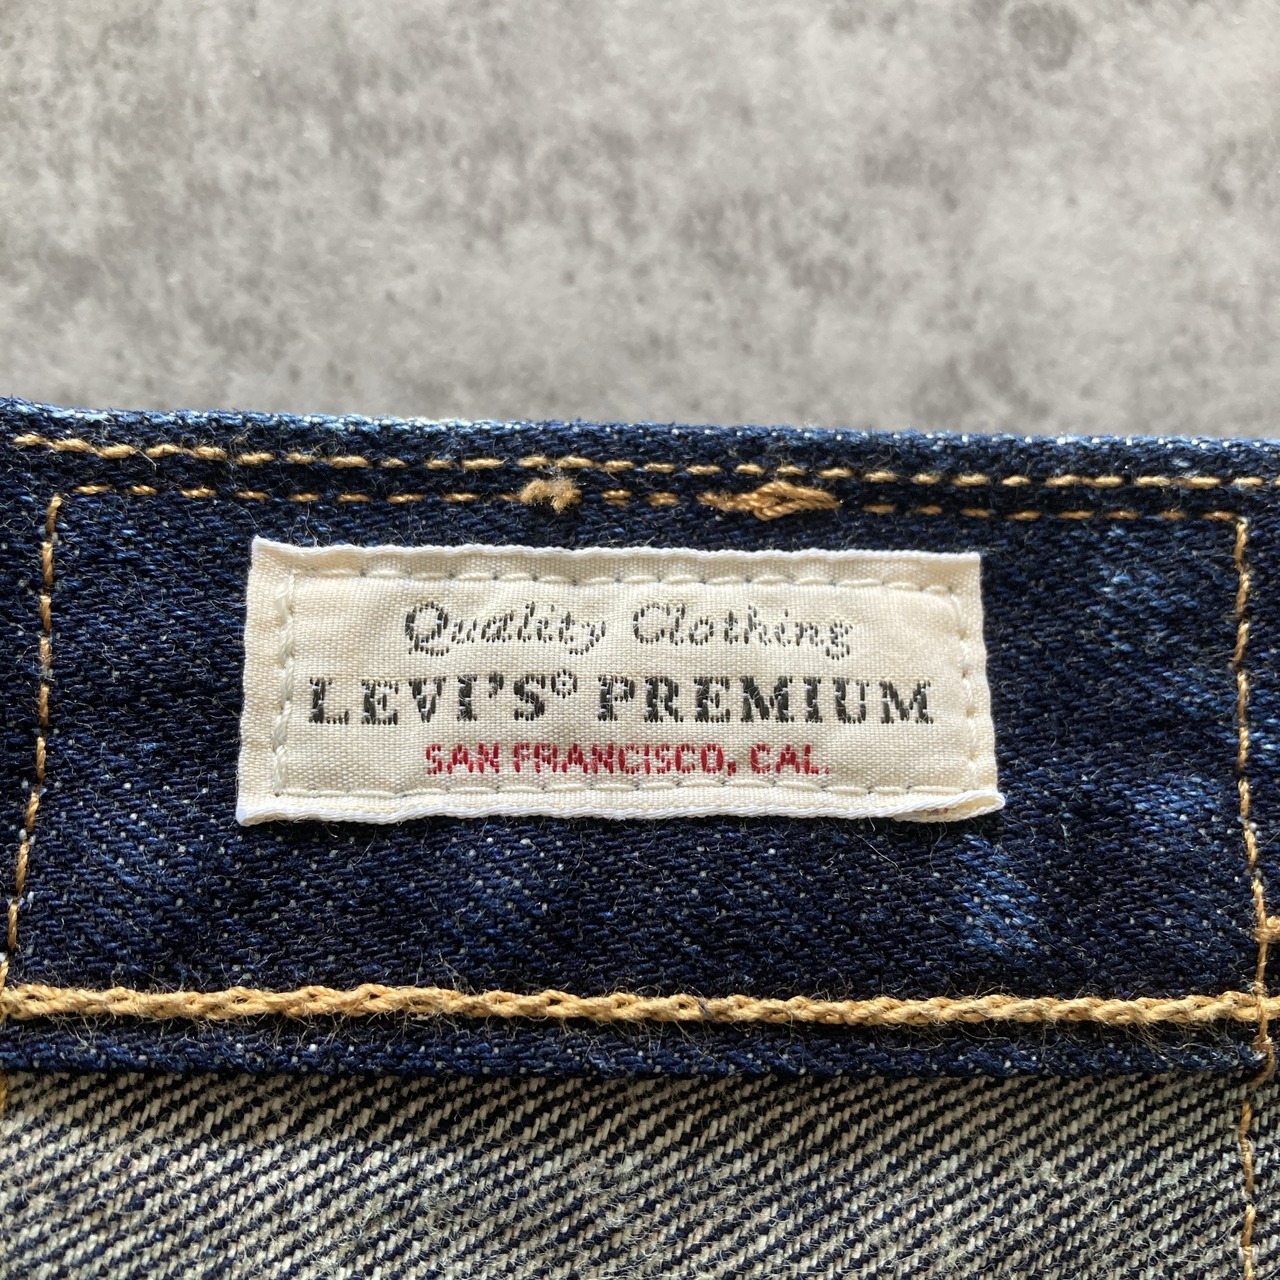 Quality Clothing
LEVI'S® PREMIUM
SAN FRANCISCO, CAL.